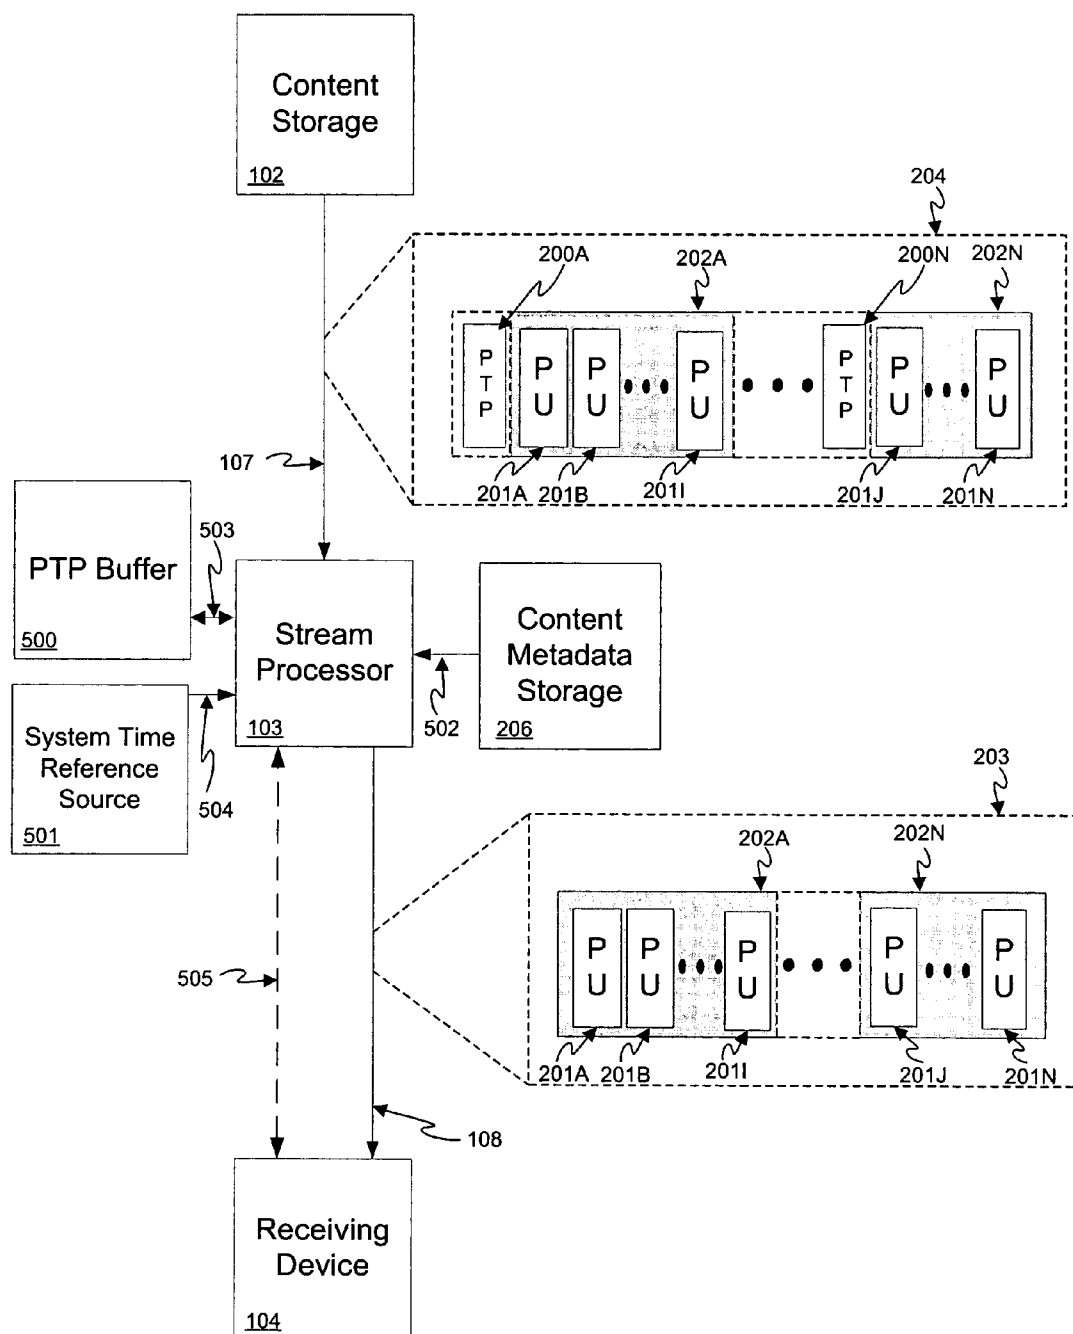 Content
Storage
102
204
200A
202A
200N
202N
P
T
P
P
U
P
U
P
U
P
T
P
P
U
P
U
201A
201B
201I
201J
201N
107
503
PTP Buffer
500
Stream
Processor
103
Content
Metadata
Storage
206
502
System Time
Reference
Source
501
504
203
202A
202N
P
U
P
U
P
U
P
U
P
U
201A
201B
201I
201J
201N
505
108
Receiving
Device
104